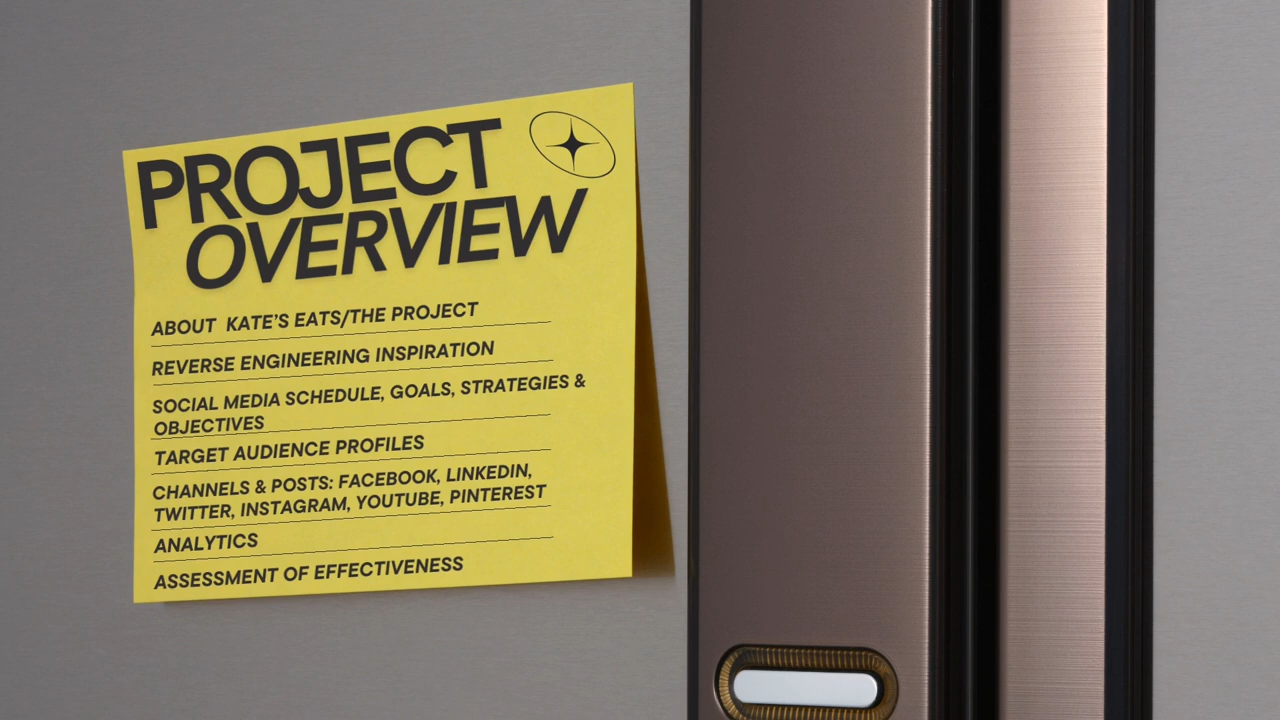 PROJECT
OVERVIEW
ABOUT KATE'S EATS/THE PROJECT
REVERSE ENGINEERING INSPIRATION
SOCIAL MEDIA SCHEDULE, GOALS, STRATEGIES &
OBJECTIVES
TARGET AUDIENCE PROFILES
CHANNELS & POSTS: FACEBOOK, LINKEDIN,
TWITTER, INSTAGRAM, YOUTUBE, PINTEREST
ANALYTICS
ASSESSMENT OF EFFECTIVENESS